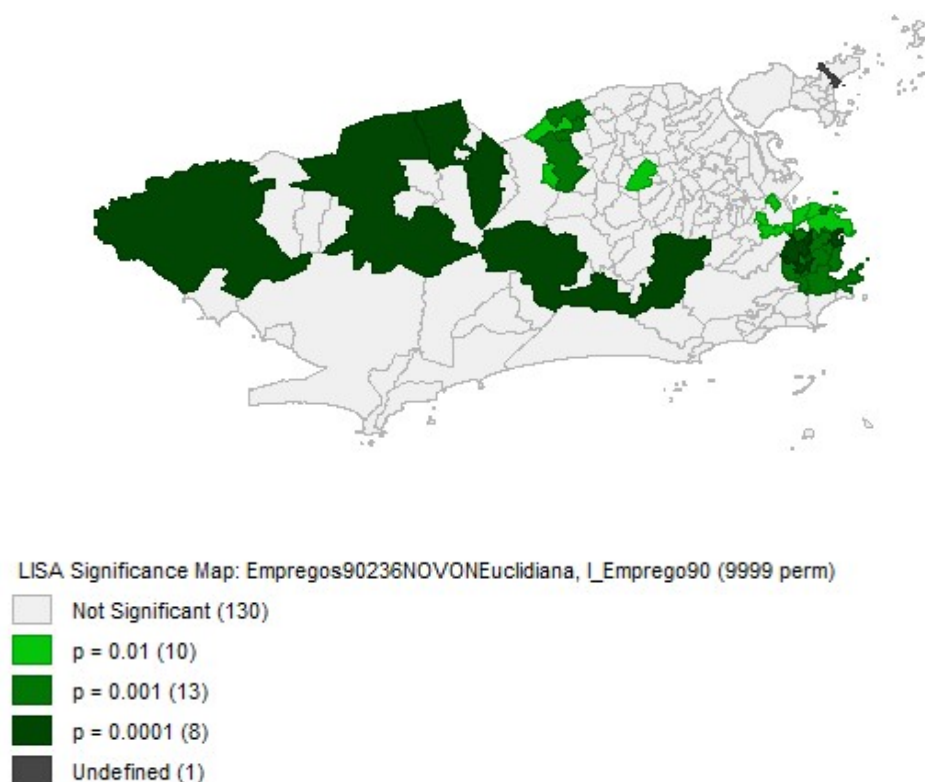 LISA Significance Map: Empregos90236NOVONEuclidiana, I_Emprego90 (9999 perm)
Not Significant (130)
p = 0.01 (10)
p = 0.001 (13)
p = 0.0001 (8)
Undefined (1)